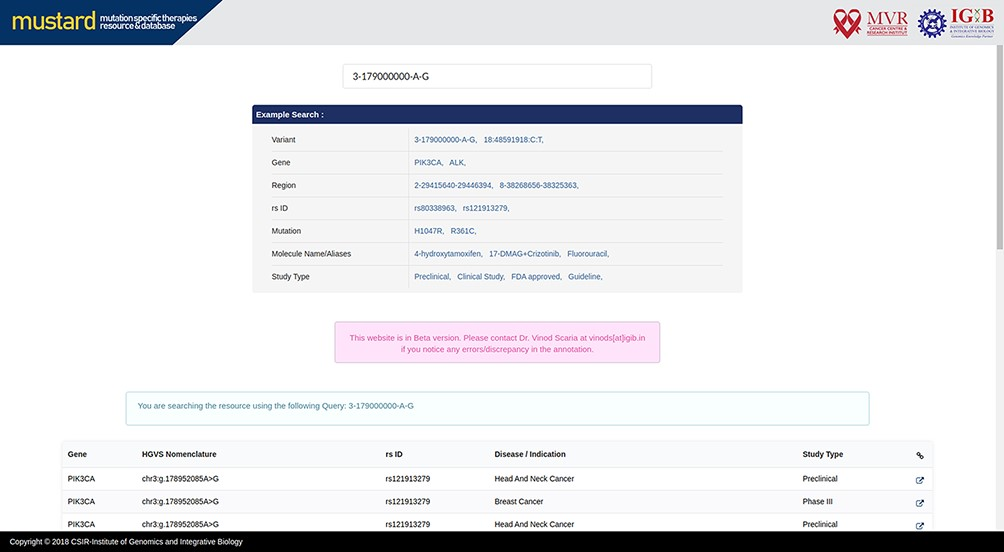 mustard mutation specific therapies
resource & database
MVR
CANCER CENTRE &
RESEARCH INSTITUT
IGIB
INSTITUTE OF GENOMICS
& INTEGRATIVE BIOLOGY
3-179000000-A-G
Example Search :
Variant 3-179000000-A-G, 18:48591918:C:T,
Gene PIK3CA, ALK,
Region 2-29415640-29446394, 8-38268656-38325363,
rs ID rs80338963, rs121913279,
Mutation H1047R, R361C,
Molecule Name/Aliases 4-hydroxytamoxifen, 17-DMAG+Crizotinib, Fluorouracil,
Study Type Preclinical, Clinical Study, FDA approved, Guideline,
This website is in Beta version. Please contact Dr. Vinod Scaria at vinods[at]igib.in
if you notice any errors/discrepancy in the annotation.
You are searching the resource using the following Query: 3-179000000-A-G
Gene HGVS Nomenclature rs ID Disease / Indication Study Type
PIK3CA chr3:g.178952085A>G rs121913279 Head And Neck Cancer Preclinical
PIK3CA chr3:g.178952085A>G rs121913279 Breast Cancer Phase III
PIK3CA chr3:g.178952085A>G rs121913279 Head And Neck Cancer Preclinical
Copyright © 2018 CSIR-Institute of Genomics and Integrative Biology